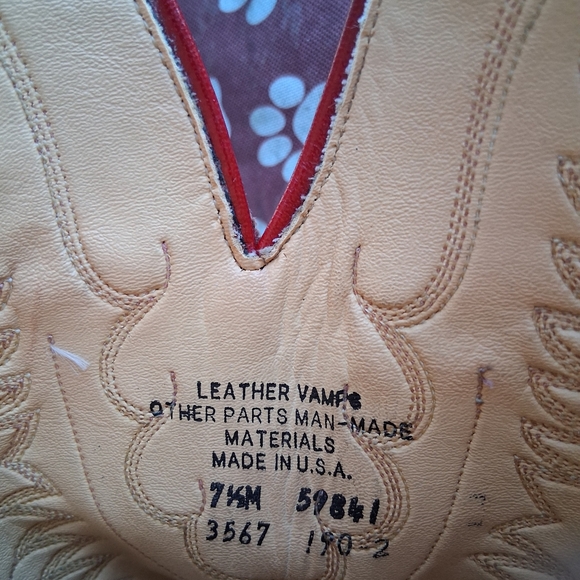 LEATHER VAMPS
OTHER PARTS MAN-MADE
MATERIALS
MADE IN U.S.A.
7½M 59841
3567 190 2